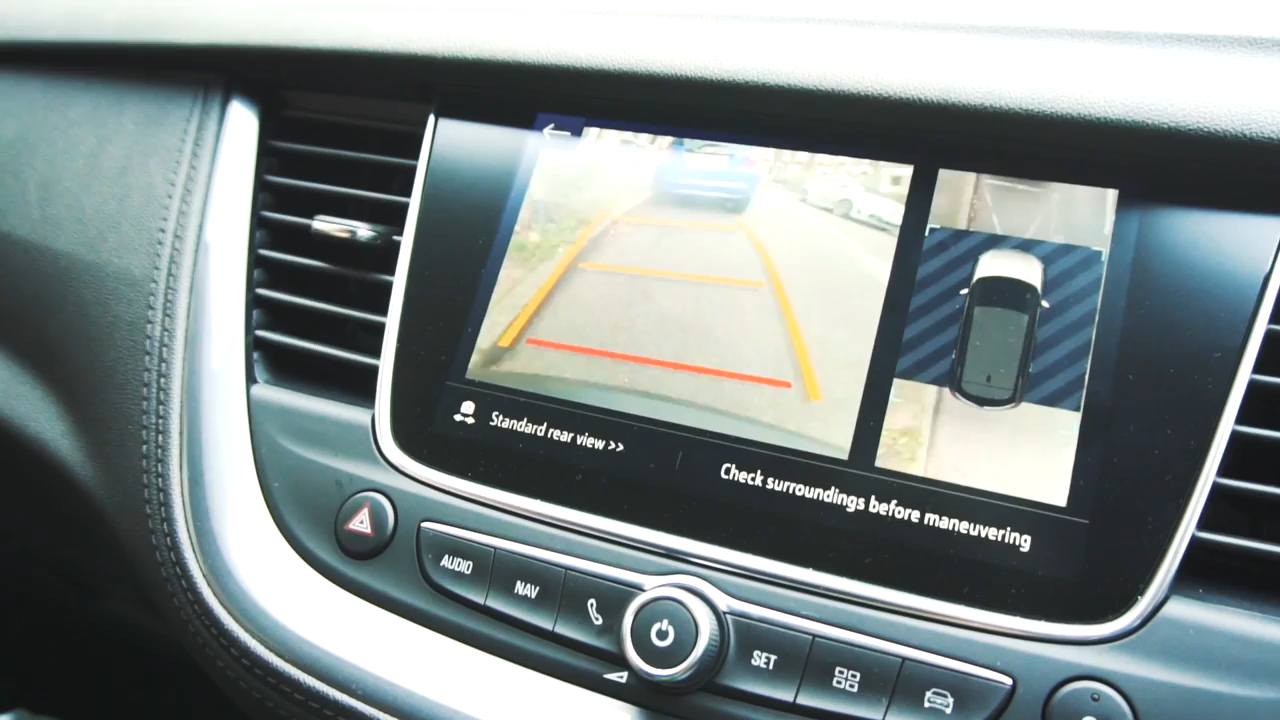 Standard rear view >>
Check surroundings before maneuvering
AUDIO
NAV
SET